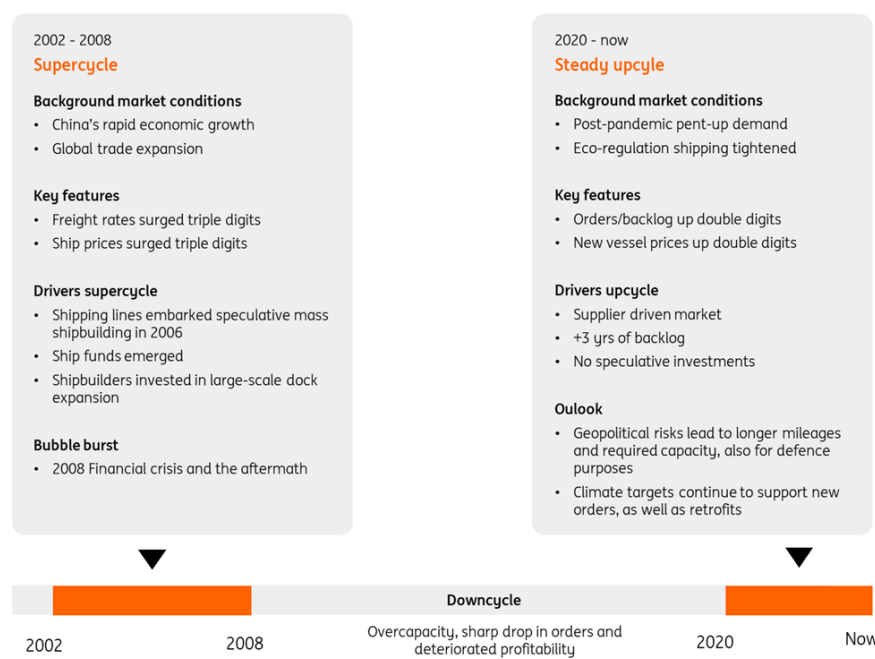 2002 - 2008
Supercycle
Background market conditions
• China's rapid economic growth
• Global trade expansion
Key features
• Freight rates surged triple digits
• Ship prices surged triple digits
Drivers supercycle
• Shipping lines embarked speculative mass
shipbuilding in 2006
• Ship funds emerged
• Shipbuilders invested in large-scale dock
expansion
Bubble burst
• 2008 Financial crisis and the aftermath
2020 - now
Steady upcyle
Background market conditions
• Post-pandemic pent-up demand
• Eco-regulation shipping tightened
Key features
• Orders/backlog up double digits
• New vessel prices up double digits
Drivers upcycle
• Supplier driven market
• +3 yrs of backlog
• No speculative investments
Oulook
• Geopolitical risks lead to longer mileages
and required capacity, also for defence
purposes
• Climate targets continue to support new
orders, as well as retrofits
Downcycle
2002
2008
Overcapacity, sharp drop in orders and
deteriorated profitability
2020
Now